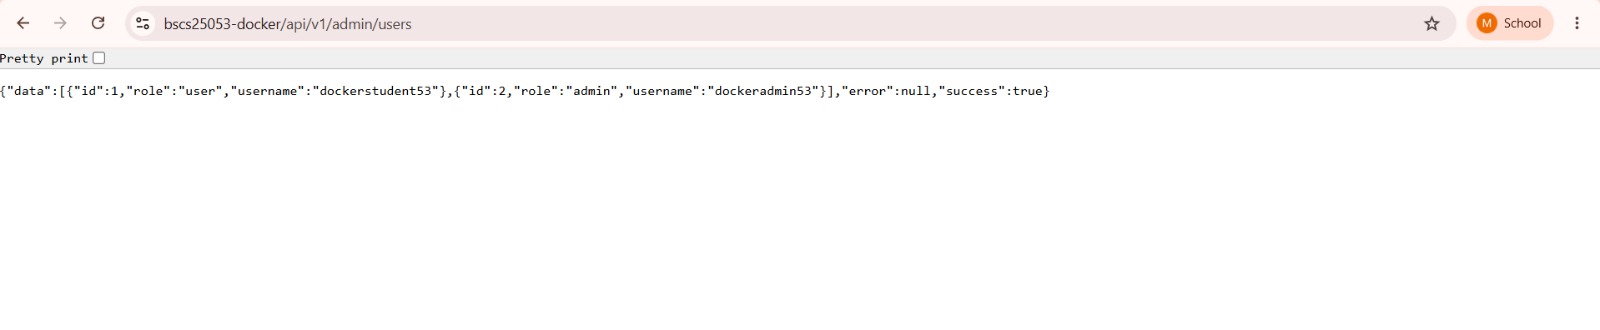 bscs25053-docker/api/v1/admin/users
M School
Pretty print
{"data":[{"id":1,"role":"user","username":"dockerstudent53"},{"id":2,"role":"admin","username":"dockeradmin53"}],"error":null,"success":true}